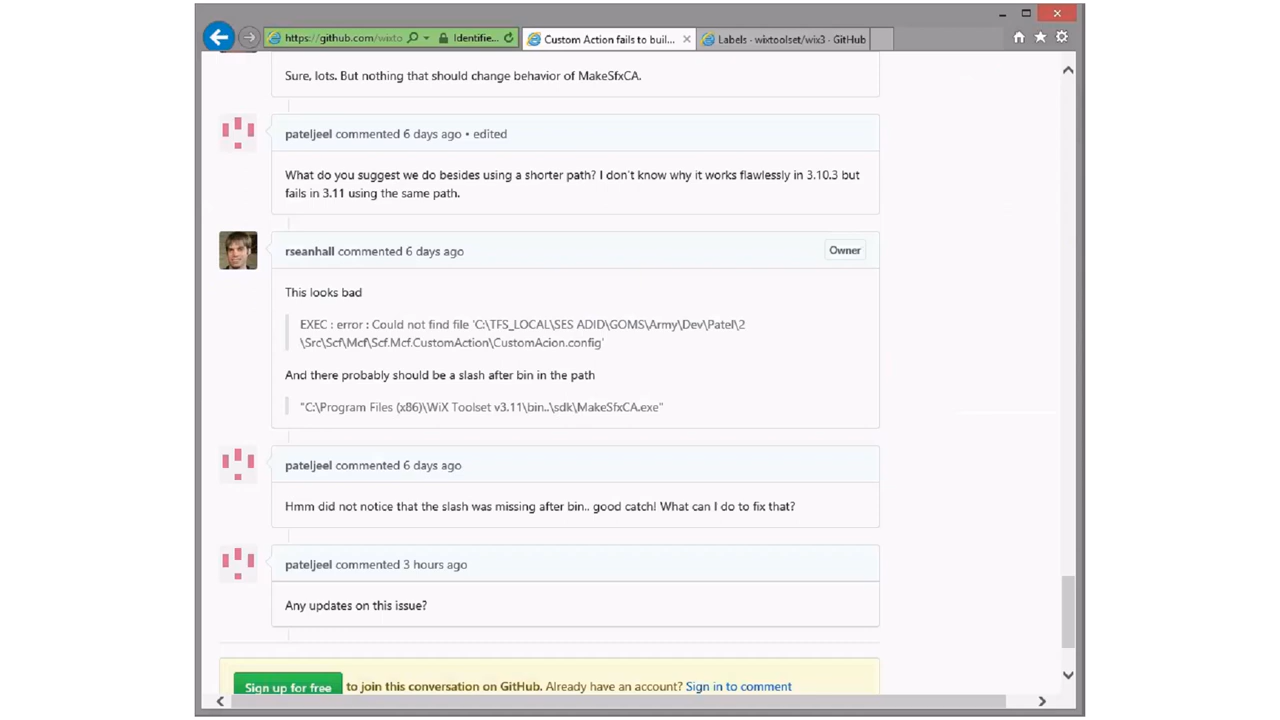 https://github.com/wixto
Identifie...
Custom Action fails to buil...
Labels · wixtoolset/wix3 · GitHub
Sure, lots. But nothing that should change behavior of MakeSfxCA.
pateljeel commented 6 days ago • edited
What do you suggest we do besides using a shorter path? I don't know why it works flawlessly in 3.10.3 but
fails in 3.11 using the same path.
rseanhall commented 6 days ago
Owner
This looks bad
EXEC : error : Could not find file 'C:\TFS_LOCAL\SES ADID\GOMS\Army\Dev\Patel\2
\Src\Scf\Mcf\Scf.Mcf.CustomAction\CustomAcion.config'
And there probably should be a slash after bin in the path
"C:\Program Files (x86)\WiX Toolset v3.11\bin..\sdk\MakeSfxCA.exe"
pateljeel commented 6 days ago
Hmm did not notice that the slash was missing after bin.. good catch! What can I do to fix that?
pateljeel commented 3 hours ago
Any updates on this issue?
Sign up for free to join this conversation on GitHub. Already have an account? Sign in to comment